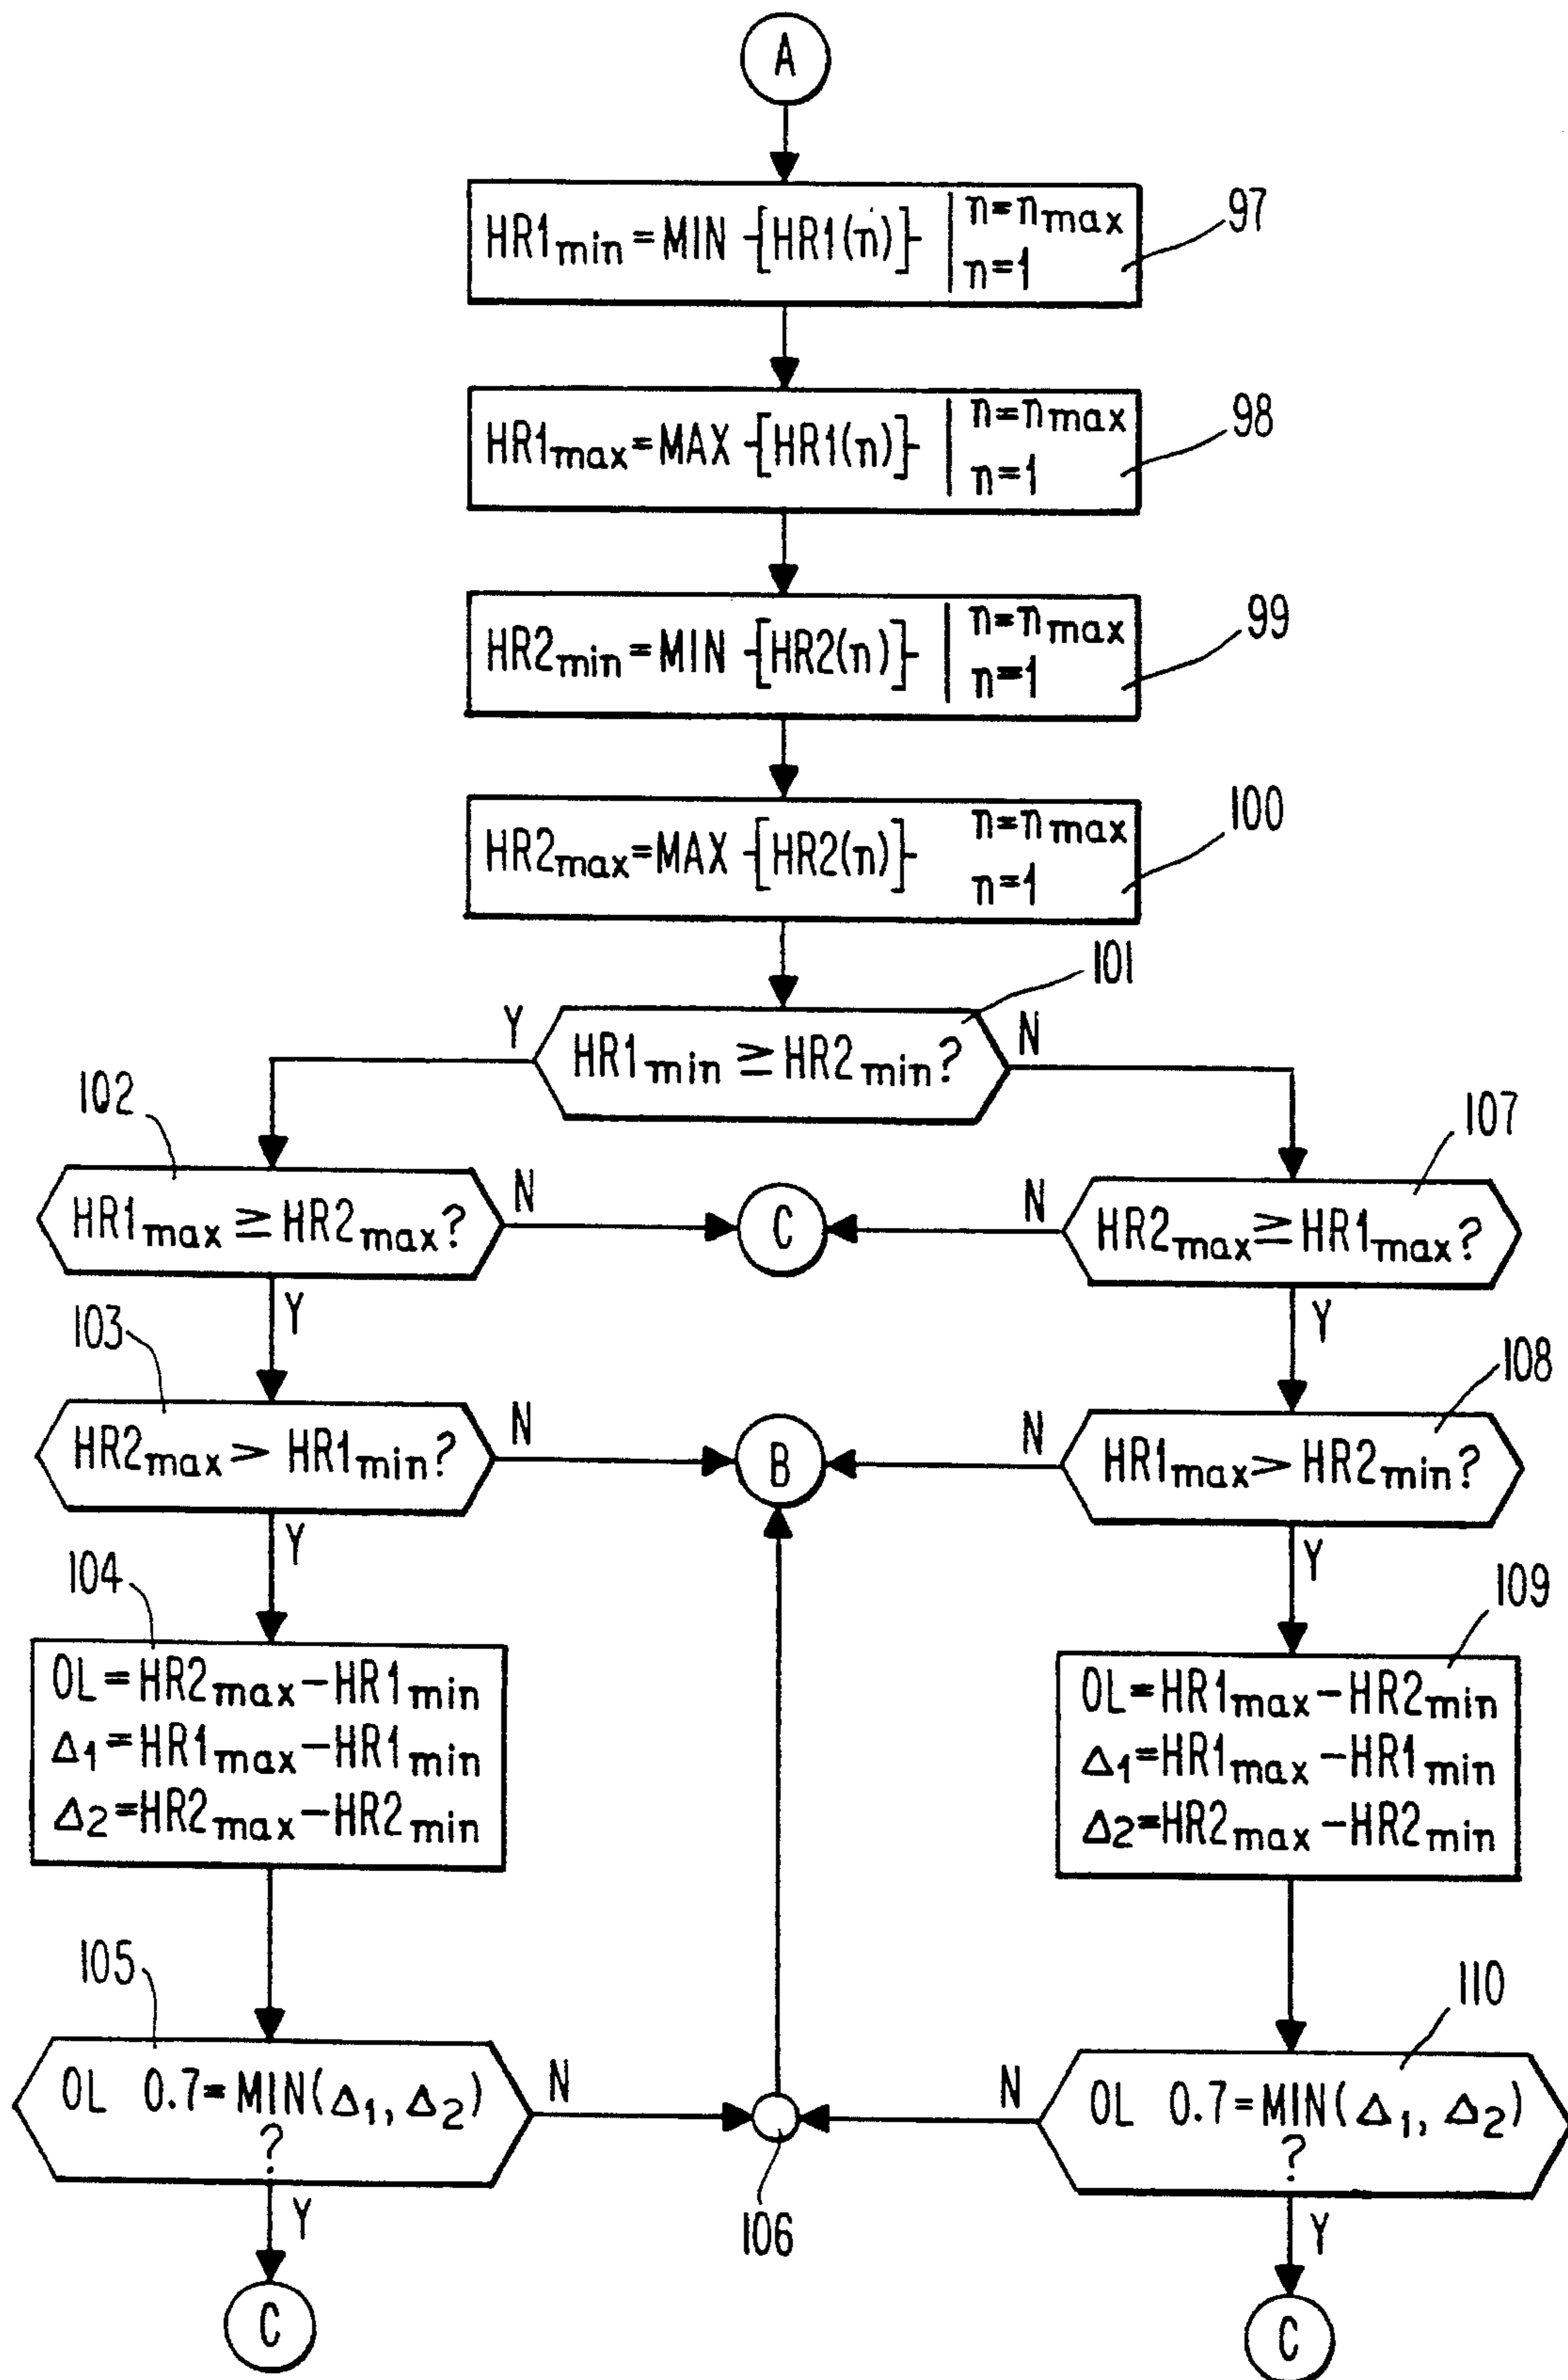 A
HR1min = MIN {HR1(n)} | n=nmax
n=1
97
HR1max = MAX {HR1(n)} | n=nmax
n=1
98
HR2min = MIN {HR2(n)} | n=nmax
n=1
99
HR2max = MAX {HR2(n)} n=nmax
n=1
100
101
Y
HR1min ≥ HR2min?
N
102
107
HR1max ≥ HR2max?
N
C
N
HR2max ≥ HR1max?
Y
Y
103
108
HR2max > HR1min?
N
B
N
HR1max > HR2min?
Y
Y
104
109
OL = HR2max – HR1min
Δ1 = HR1max – HR1min
Δ2 = HR2max – HR2min
OL = HR1max – HR2min
Δ1 = HR1max – HR1min
Δ2 = HR2max – HR2min
105
110
OL 0.7 = MIN(Δ1, Δ2)
?
N
106
N
OL 0.7 = MIN(Δ1, Δ2)
?
Y
Y
C
C